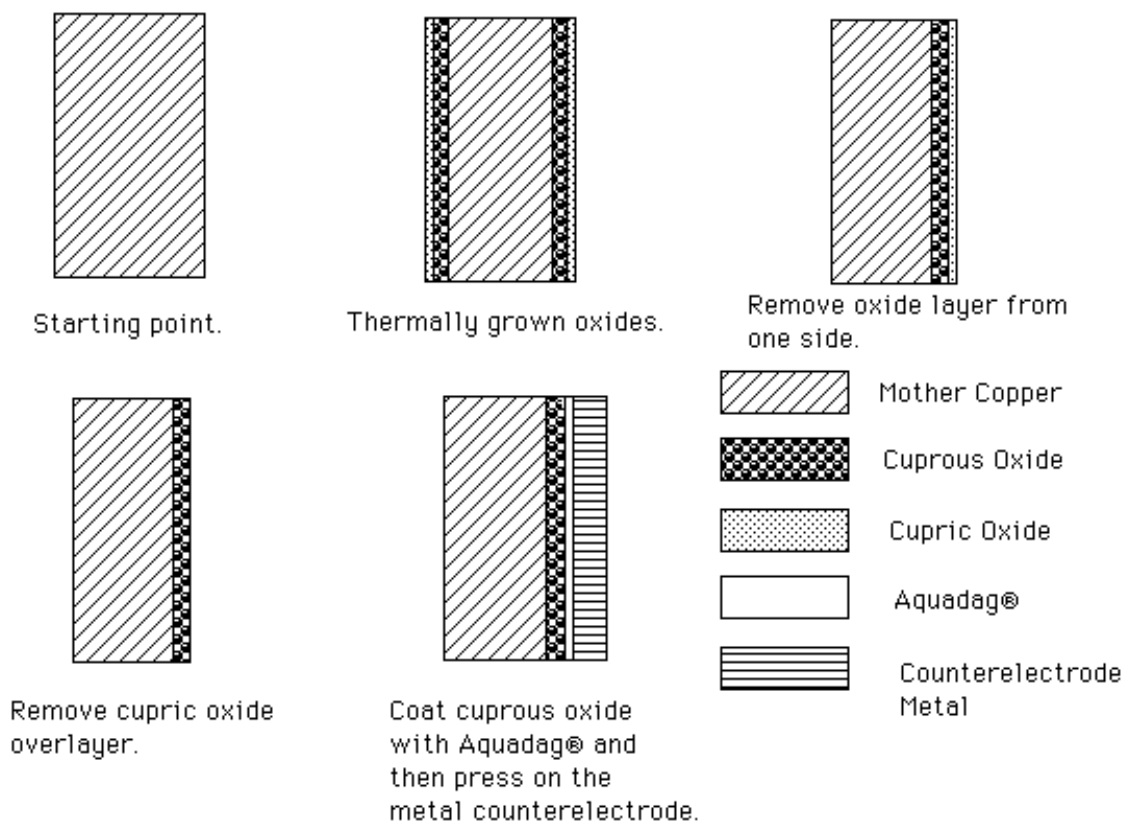 Starting point.
Thermally grown oxides.
Remove oxide layer from
one side.
Mother Copper
Cuprous Oxide
Cupric Oxide
Aquadag®
Counterelectrode
Metal
Remove cupric oxide
overlayer.
Coat cuprous oxide
with Aquadag® and
then press on the
metal counterelectrode.